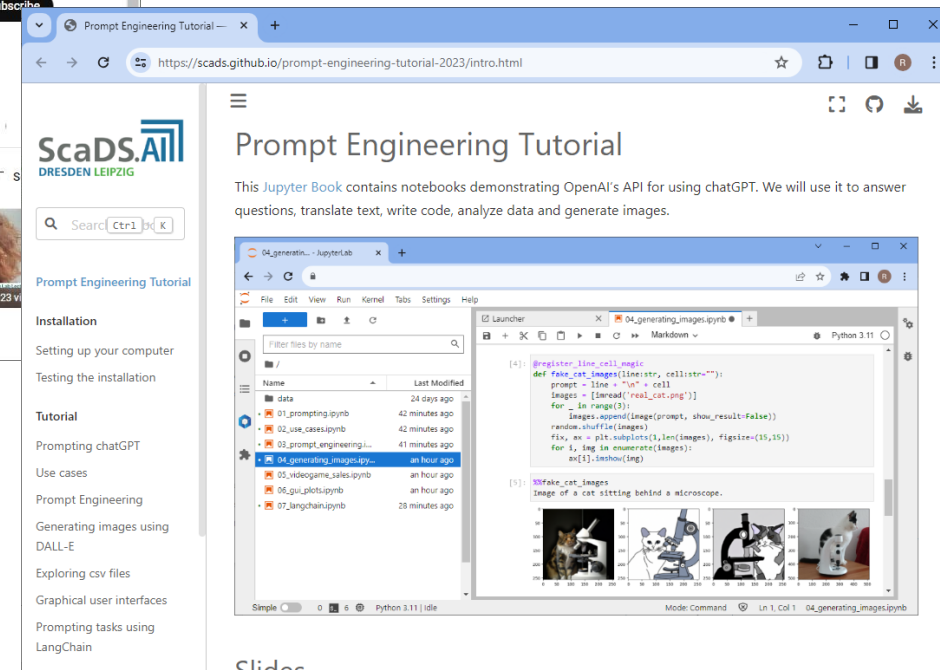 Prompt Engineering Tutorial —
https://scads.github.io/prompt-engineering-tutorial-2023/intro.html
R
ScaDS.AI
DRESDEN LEIPZIG
Search
Ctrl
K
Prompt Engineering Tutorial
Installation
Setting up your computer
Testing the installation
Tutorial
Prompting chatGPT
Use cases
Prompt Engineering
Generating images using
DALL-E
Exploring csv files
Graphical user interfaces
Prompting tasks using
LangChain
Prompt Engineering Tutorial
This Jupyter Book contains notebooks demonstrating OpenAI's API for using chatGPT. We will use it to answer
questions, translate text, write code, analyze data and generate images.
04_generatin... - JupyterLab
R
File Edit View Run Kernel Tabs Settings Help
Filter files by name
/
Name Last Modified
data 24 days ago
01_prompting.ipynb 42 minutes ago
02_use_cases.ipynb 42 minutes ago
03_prompt_engineering.i... 41 minutes ago
04_generating_images.ipy... an hour ago
05_videogame_sales.ipynb an hour ago
06_gui_plots.ipynb an hour ago
07_langchain.ipynb 28 minutes ago
Launcher
04_generating_images.ipynb
Markdown
Python 3.11
[4]:
@register_line_cell_magic
def fake_cat_images(line:str, cell:str=""):
prompt = line + "\n" + cell
images = [imread('real_cat.png')]
for _ in range(3):
images.append(image(prompt, show_result=False))
random.shuffle(images)
fix, ax = plt.subplots(1,len(images), figsize=(15,15))
for i, img in enumerate(images):
ax[i].imshow(img)
[5]:
%%fake_cat_images
Image of a cat sitting behind a microscope.
Simple 0 6 Python 3.11 | Idle
Mode: Command Ln 1, Col 1 04_generating_images.ipynb
Slides